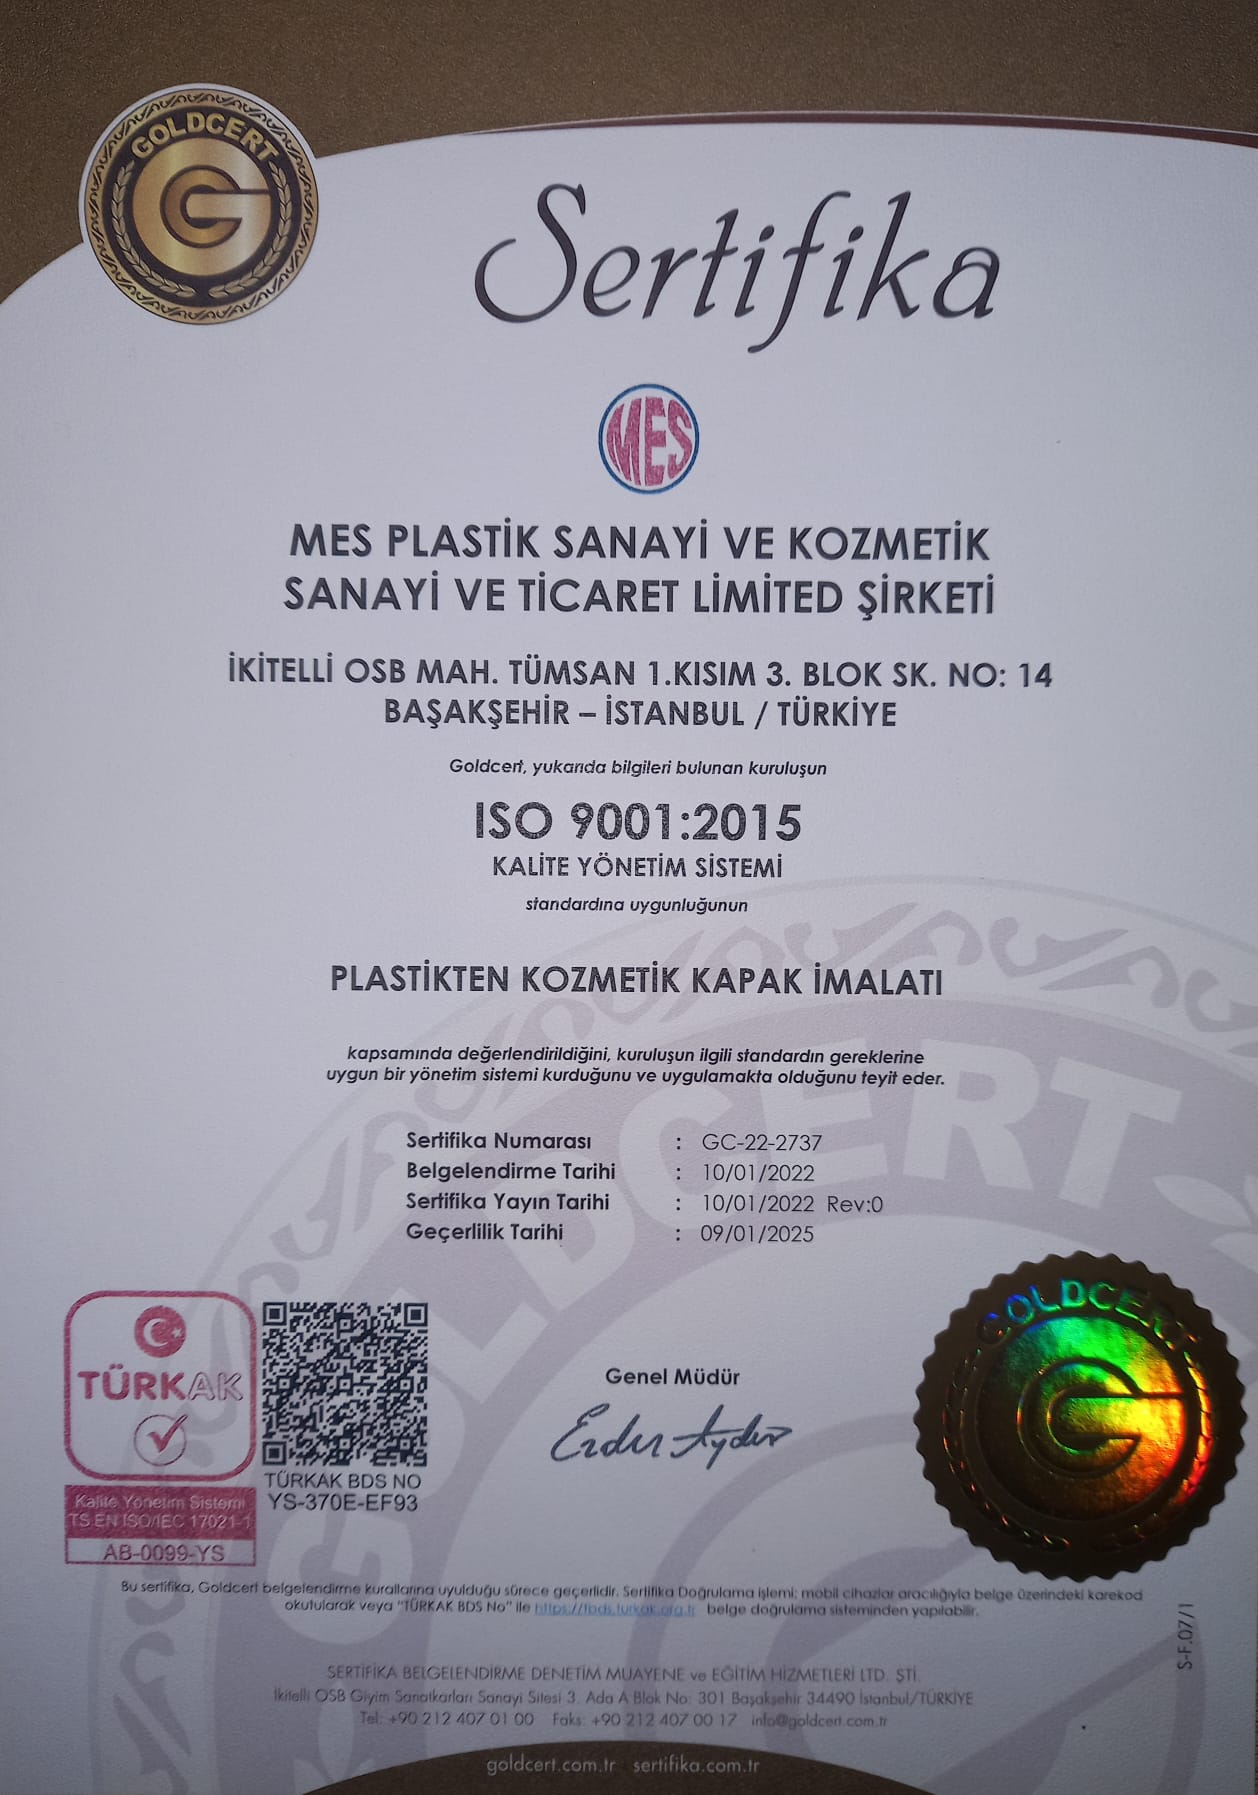 GOLDCERT
Sertifika
MES
MES PLASTİK SANAYİ VE KOZMETİK
SANAYİ VE TİCARET LİMİTED ŞİRKETİ
İKİTELLİ OSB MAH. TÜMSAN 1.KISIM 3. BLOK SK. NO: 14
BAŞAKŞEHİR – İSTANBUL / TÜRKİYE
Goldcert, yukarıda bilgileri bulunan kuruluşun
ISO 9001:2015
KALİTE YÖNETİM SİSTEMİ
standardına uygunluğunun
PLASTİKTEN KOZMETİK KAPAK İMALATI
kapsamında değerlendirildiğini, kuruluşun ilgili standardın gereklerine
uygun bir yönetim sistemi kurduğunu ve uygulamakta olduğunu teyit eder.
Sertifika Numarası : GC-22-2737
Belgelendirme Tarihi : 10/01/2022
Sertifika Yayın Tarihi : 10/01/2022 Rev:0
Geçerlilik Tarihi : 09/01/2025
GOLDCERT
TÜRKAK
TÜRKAK BDS NO
YS-370E-EF93
Kalite Yönetim Sistemi
TS EN ISO/IEC 17021-1
AB-0099-YS
Genel Müdür
GOLDCERT
Bu sertifika, Goldcert belgelendirme kurallarına uyulduğu sürece geçerlidir. Sertifika Doğrulama işlemi; mobil cihazlar aracılığıyla belge üzerindeki karekod
okutularak veya "TÜRKAK BDS No" ile https://tbds.turkak.org.tr belge doğrulama sisteminden yapılabilir.
S-F.07/1
SERTİFİKA BELGELENDİRME DENETİM MUAYENE ve EĞİTİM HİZMETLERİ LTD. ŞTİ.
İkitelli OSB Giyim Sanatkarları Sanayi Sitesi 3. Ada A Blok No: 301 Başakşehir 34490 İstanbul/TÜRKİYE
Tel: +90 212 407 01 00 Faks: +90 212 407 00 17 info@goldcert.com.tr
goldcert.com.tr sertifika.com.tr